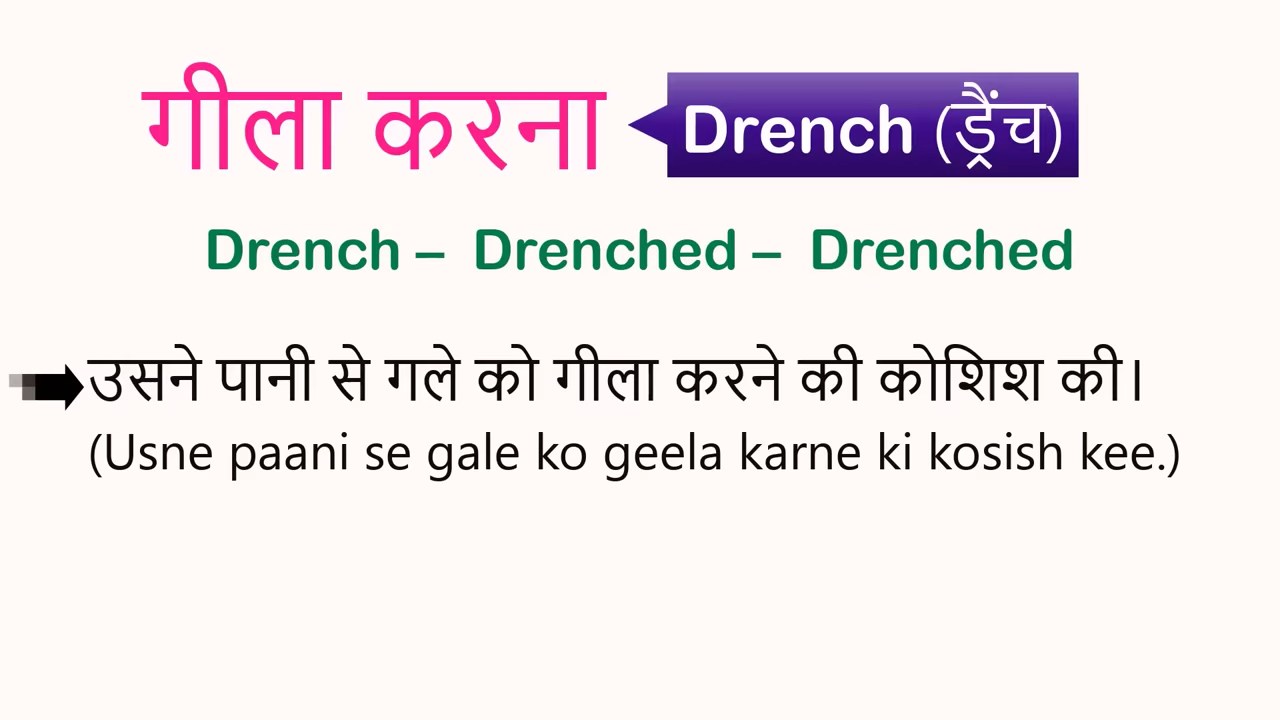 गीला करना Drench (ड्रैंच)
Drench – Drenched – Drenched
उसने पानी से गले को गीला करने की कोशिश की।
(Usne paani se gale ko geela karne ki kosish kee.)